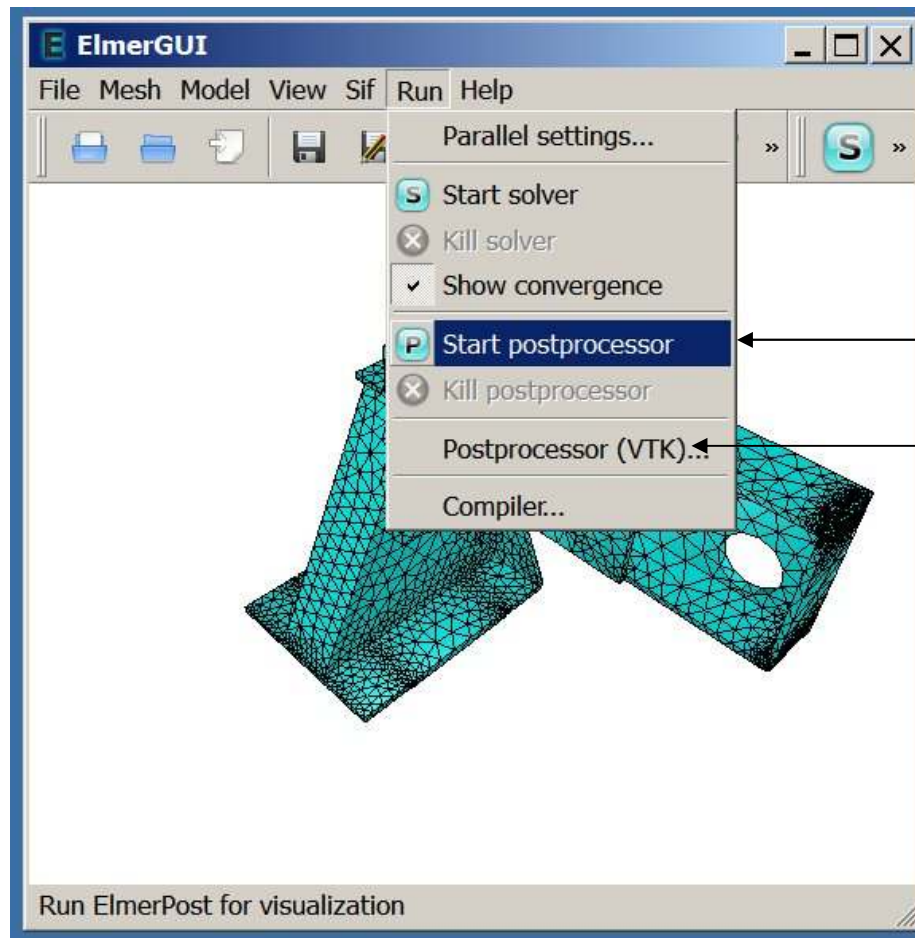 E ElmerGUI
File Mesh Model View Sif Run Help
Parallel settings...
» S »
S Start solver
Kill solver
Show convergence
P Start postprocessor
Kill postprocessor
Postprocessor (VTK)...
Compiler...
Run ElmerPost for visualization